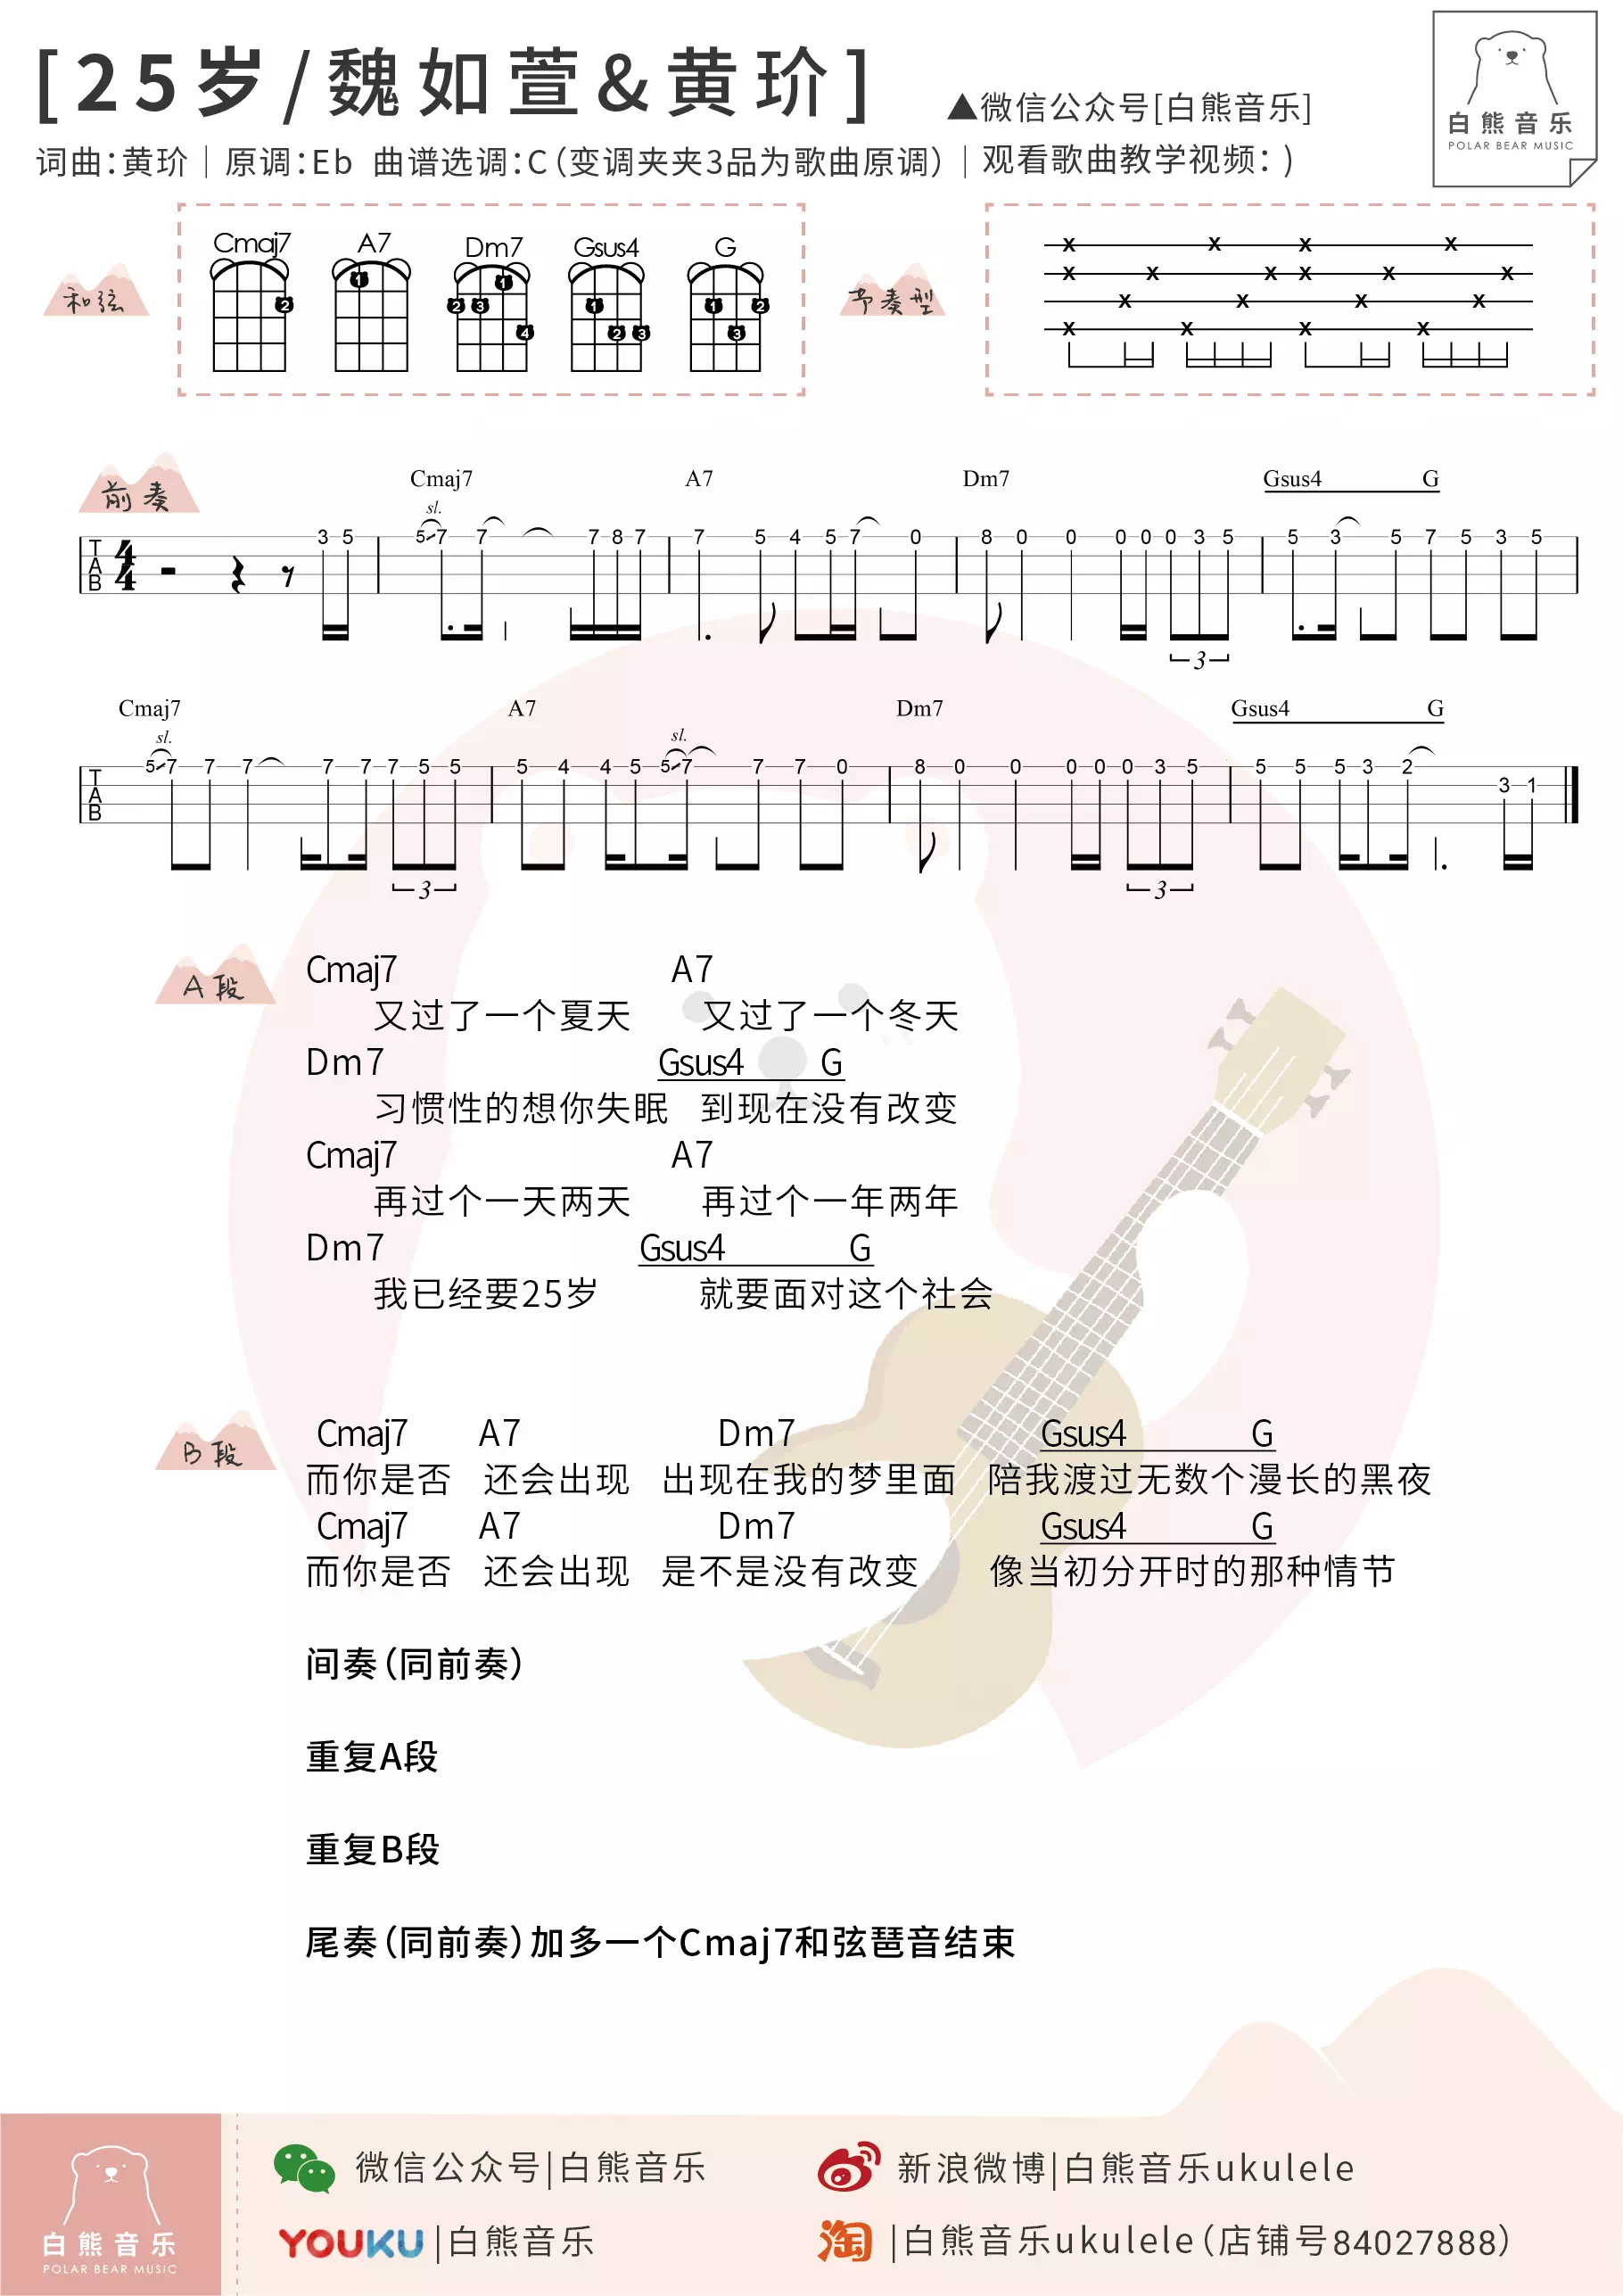 [25岁/魏如萱&黄玠]
▲微信公众号[白熊音乐]
白熊音乐
POLAR BEAR MUSIC
词曲:黄玠｜原调:Eb 曲谱选调:C(变调夹夹3品为歌曲原调)｜观看歌曲教学视频: )
和弦
Cmaj7 A7 Dm7 Gsus4 G
2 1 1 2 3 4 1 2 3 1 2 3
节奏型
x x x x x x
x x x x x x
x x x x
x x x x
前奏
Cmaj7 A7 Dm7 Gsus4 G
sl.
TAB 4/4 3 5 5 7 7 7 8 7 7 5 4 5 7 0 8 0 0 0 0 0 3 5 5 3 5 7 5 3 5
3
Cmaj7 A7 Dm7 Gsus4 G
sl. sl.
TAB 5 7 7 7 7 7 7 5 5 5 4 4 5 5 7 7 7 0 8 0 0 0 0 0 3 5 5 5 5 3 2 3 1
3 3
A段
Cmaj7 A7
又过了一个夏天 又过了一个冬天
Dm7 Gsus4 G
习惯性的想你失眠 到现在没有改变
Cmaj7 A7
再过个一天两天 再过个一年两年
Dm7 Gsus4 G
我已经要25岁 就要面对这个社会
B段
Cmaj7 A7 Dm7 Gsus4 G
而你是否 还会出现 出现在我的梦里面 陪我渡过无数个漫长的黑夜
Cmaj7 A7 Dm7 Gsus4 G
而你是否 还会出现 是不是没有改变 像当初分开时的那种情节
间奏(同前奏)
重复A段
重复B段
尾奏(同前奏)加多一个Cmaj7和弦琶音结束
白熊音乐
POLAR BEAR MUSIC
微信公众号|白熊音乐
新浪微博|白熊音乐ukulele
YOUKU |白熊音乐
淘 |白熊音乐ukulele(店铺号84027888)